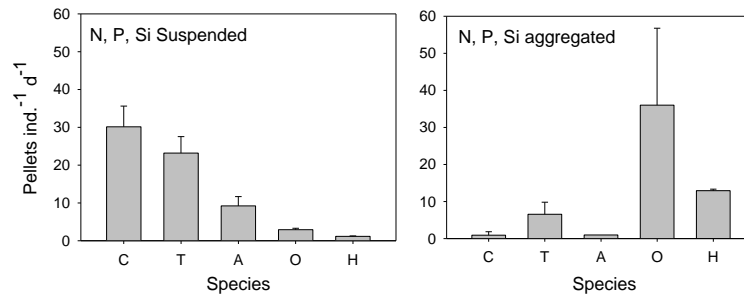 N, P, Si Suspended
Pellets ind.⁻¹ d⁻¹
60
50
40
30
20
10
0
C T A O H
Species
N, P, Si aggregated
60
50
40
30
20
10
0
C T A O H
Species